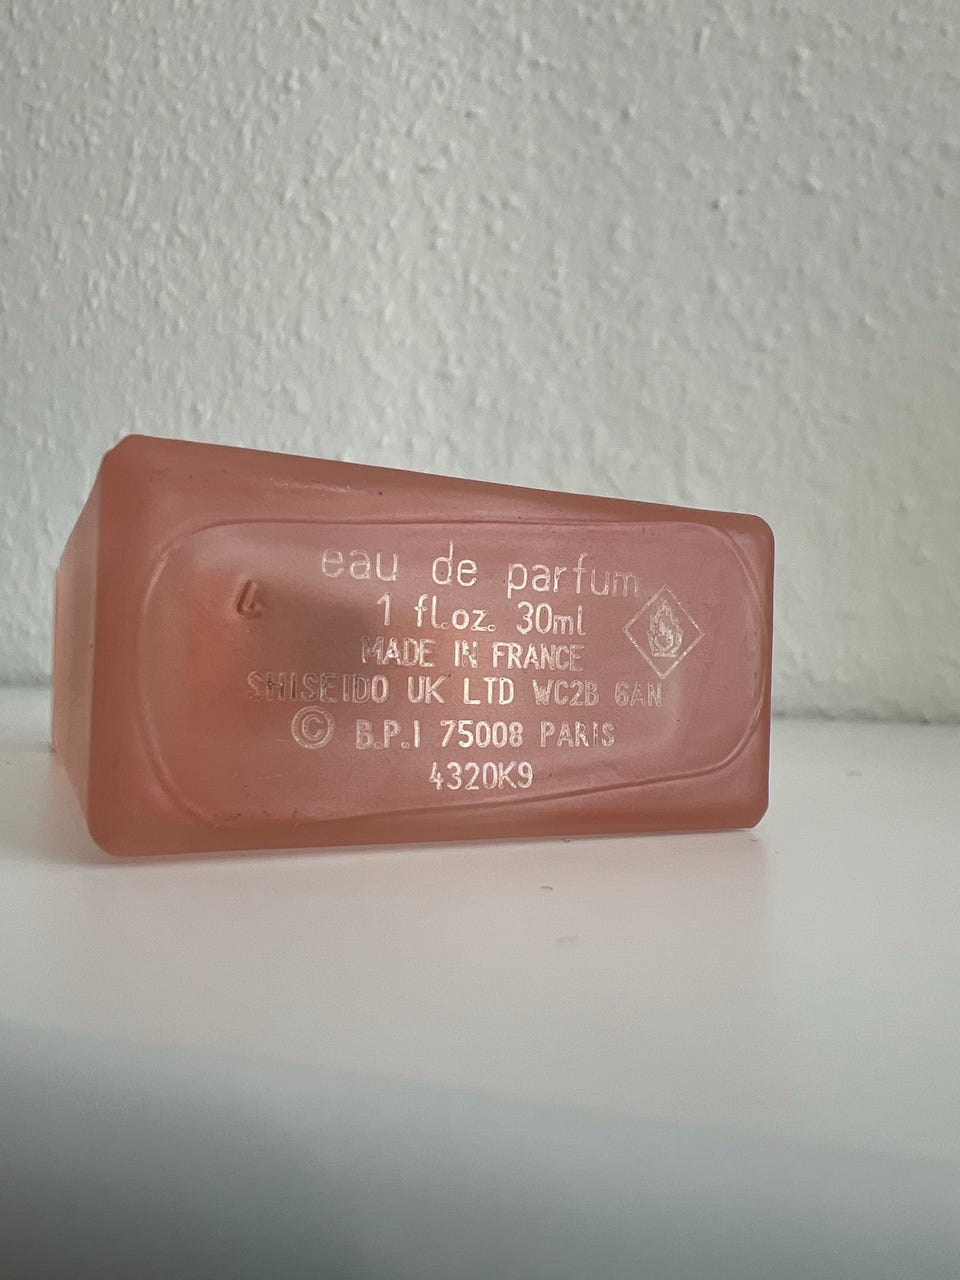 eau de parfum
1 fl.oz. 30ml
MADE IN FRANCE
SHISEIDO UK LTD WC2B 6AN
© B.P.I 75008 PARIS
4320K9